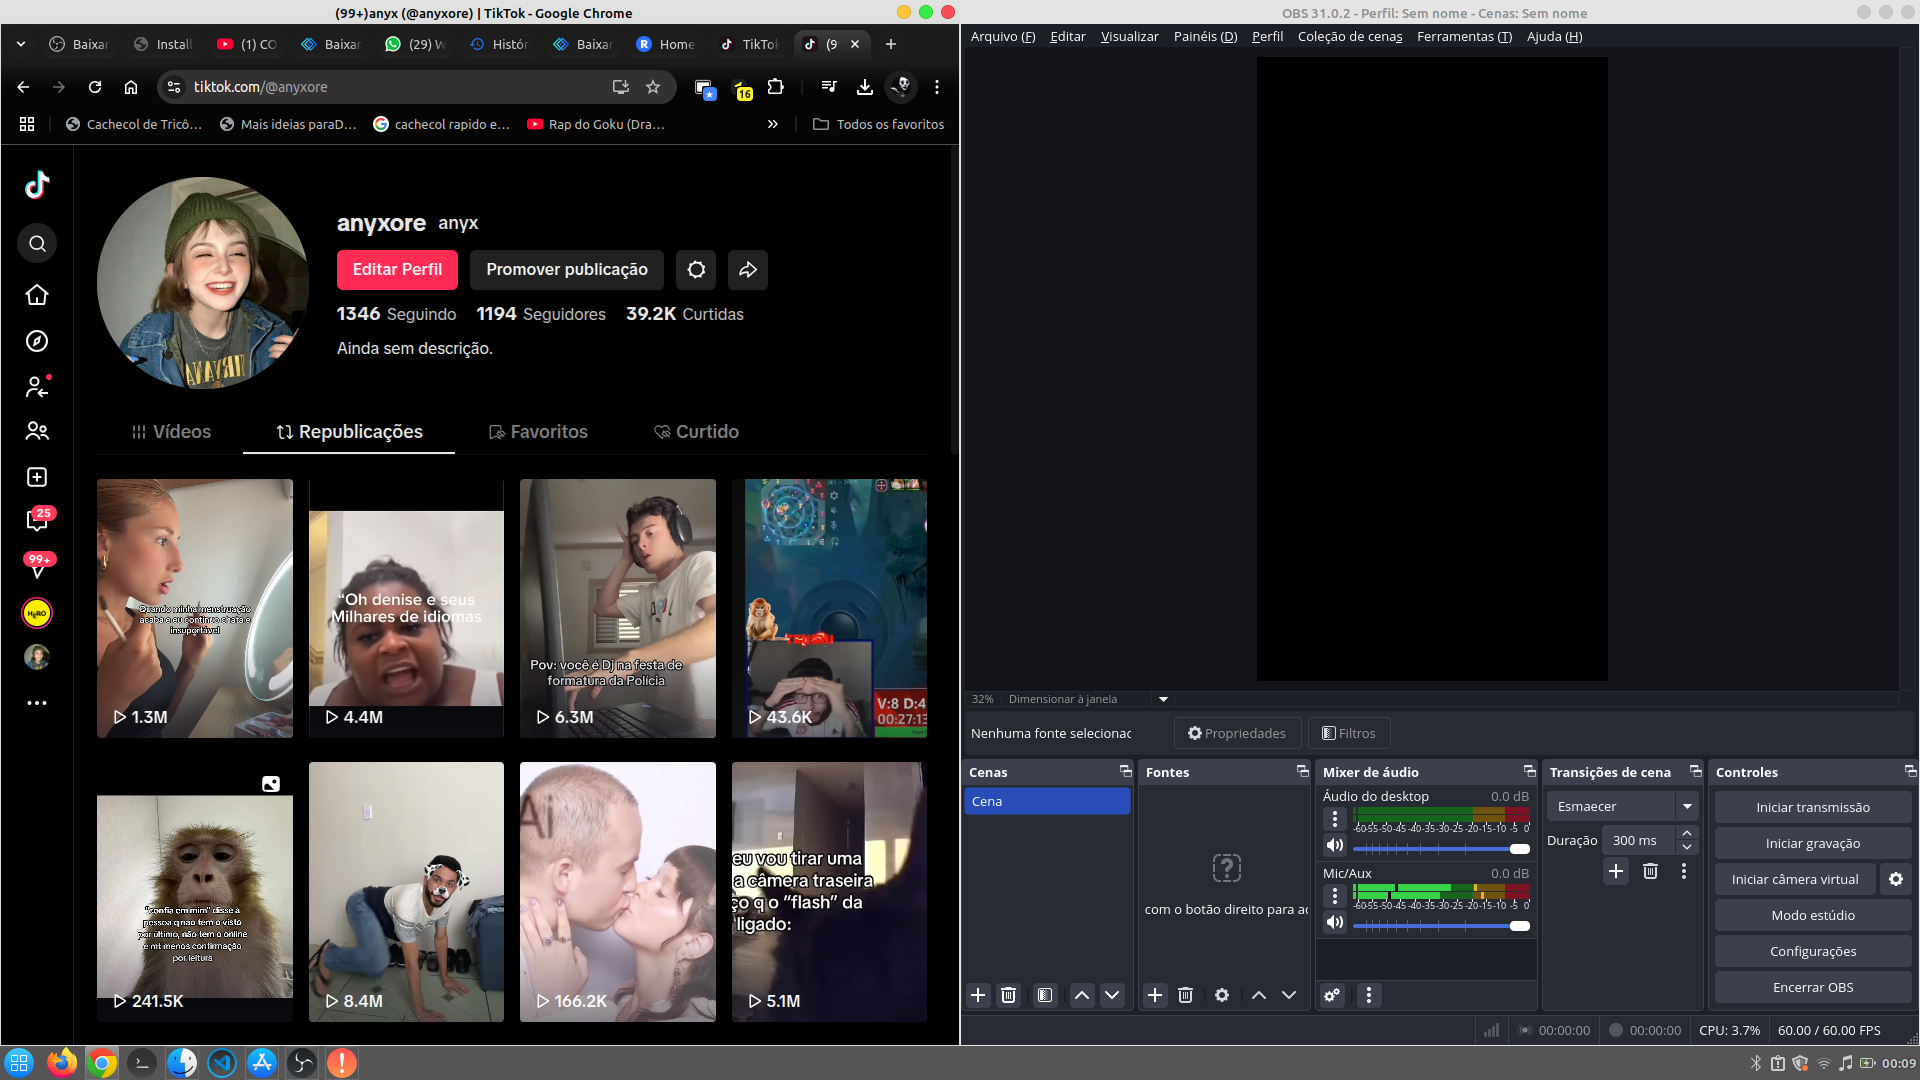 (99+)anyx (@anyxore) | TikTok - Google Chrome
Baixar
Install
(1) CO
Baixar
(29) W
Histór
Baixar
Home
TikTok
(9
tiktok.com/@anyxore
16
Cachecol de Tricô...
Mais ideias paraD...
cachecol rapido e...
Rap do Goku (Dra...
Todos os favoritos
anyxore anyx
Editar Perfil
Promover publicação
1346 Seguindo 1194 Seguidores 39.2K Curtidas
Ainda sem descrição.
Vídeos
Republicações
Favoritos
Curtido
25
99+
HERO
Quando minha menstruação
acaba e eu continuo chata e
insuportável
1.3M
“Oh denise e seus
Milhares de idiomas
4.4M
Pov: você é Dj na festa de
formatura da Polícia
6.3M
V:8 D:4
00:27:13
43.6K
"confia em mim" disse a
pessoa q não tem o visto
por último, não tem o online
e mt menos confirmação
por leitura
241.5K
8.4M
166.2K
eu vou tirar uma
a câmera traseira
ço q o “flash” da
ligado:
5.1M
OBS 31.0.2 - Perfil: Sem nome - Cenas: Sem nome
Arquivo (F)
Editar
Visualizar
Painéis (D)
Perfil
Coleção de cenas
Ferramentas (T)
Ajuda (H)
32%
Dimensionar à janela
Nenhuma fonte selecionac
Propriedades
Filtros
Cenas
Cena
Fontes
com o botão direito para ac
Mixer de áudio
Áudio do desktop 0.0 dB
-60-55-50-45-40-35-30-25-20-15-10 -5 0
Mic/Aux 0.0 dB
-60-55-50-45-40-35-30-25-20-15-10 -5 0
Transições de cena
Esmaecer
Duração 300 ms
Controles
Iniciar transmissão
Iniciar gravação
Iniciar câmera virtual
Modo estúdio
Configurações
Encerrar OBS
00:00:00
00:00:00
CPU: 3.7%
60.00 / 60.00 FPS
00:09